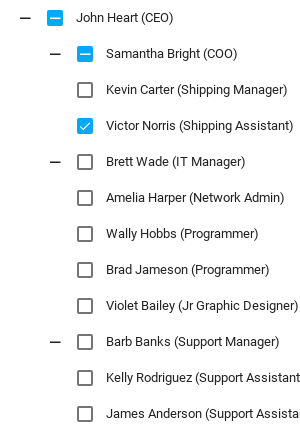 John Heart (CEO)
Samantha Bright (COO)
Kevin Carter (Shipping Manager)
Victor Norris (Shipping Assistant)
Brett Wade (IT Manager)
Amelia Harper (Network Admin)
Wally Hobbs (Programmer)
Brad Jameson (Programmer)
Violet Bailey (Jr Graphic Designer)
Barb Banks (Support Manager)
Kelly Rodriguez (Support Assistant
James Anderson (Support Assista